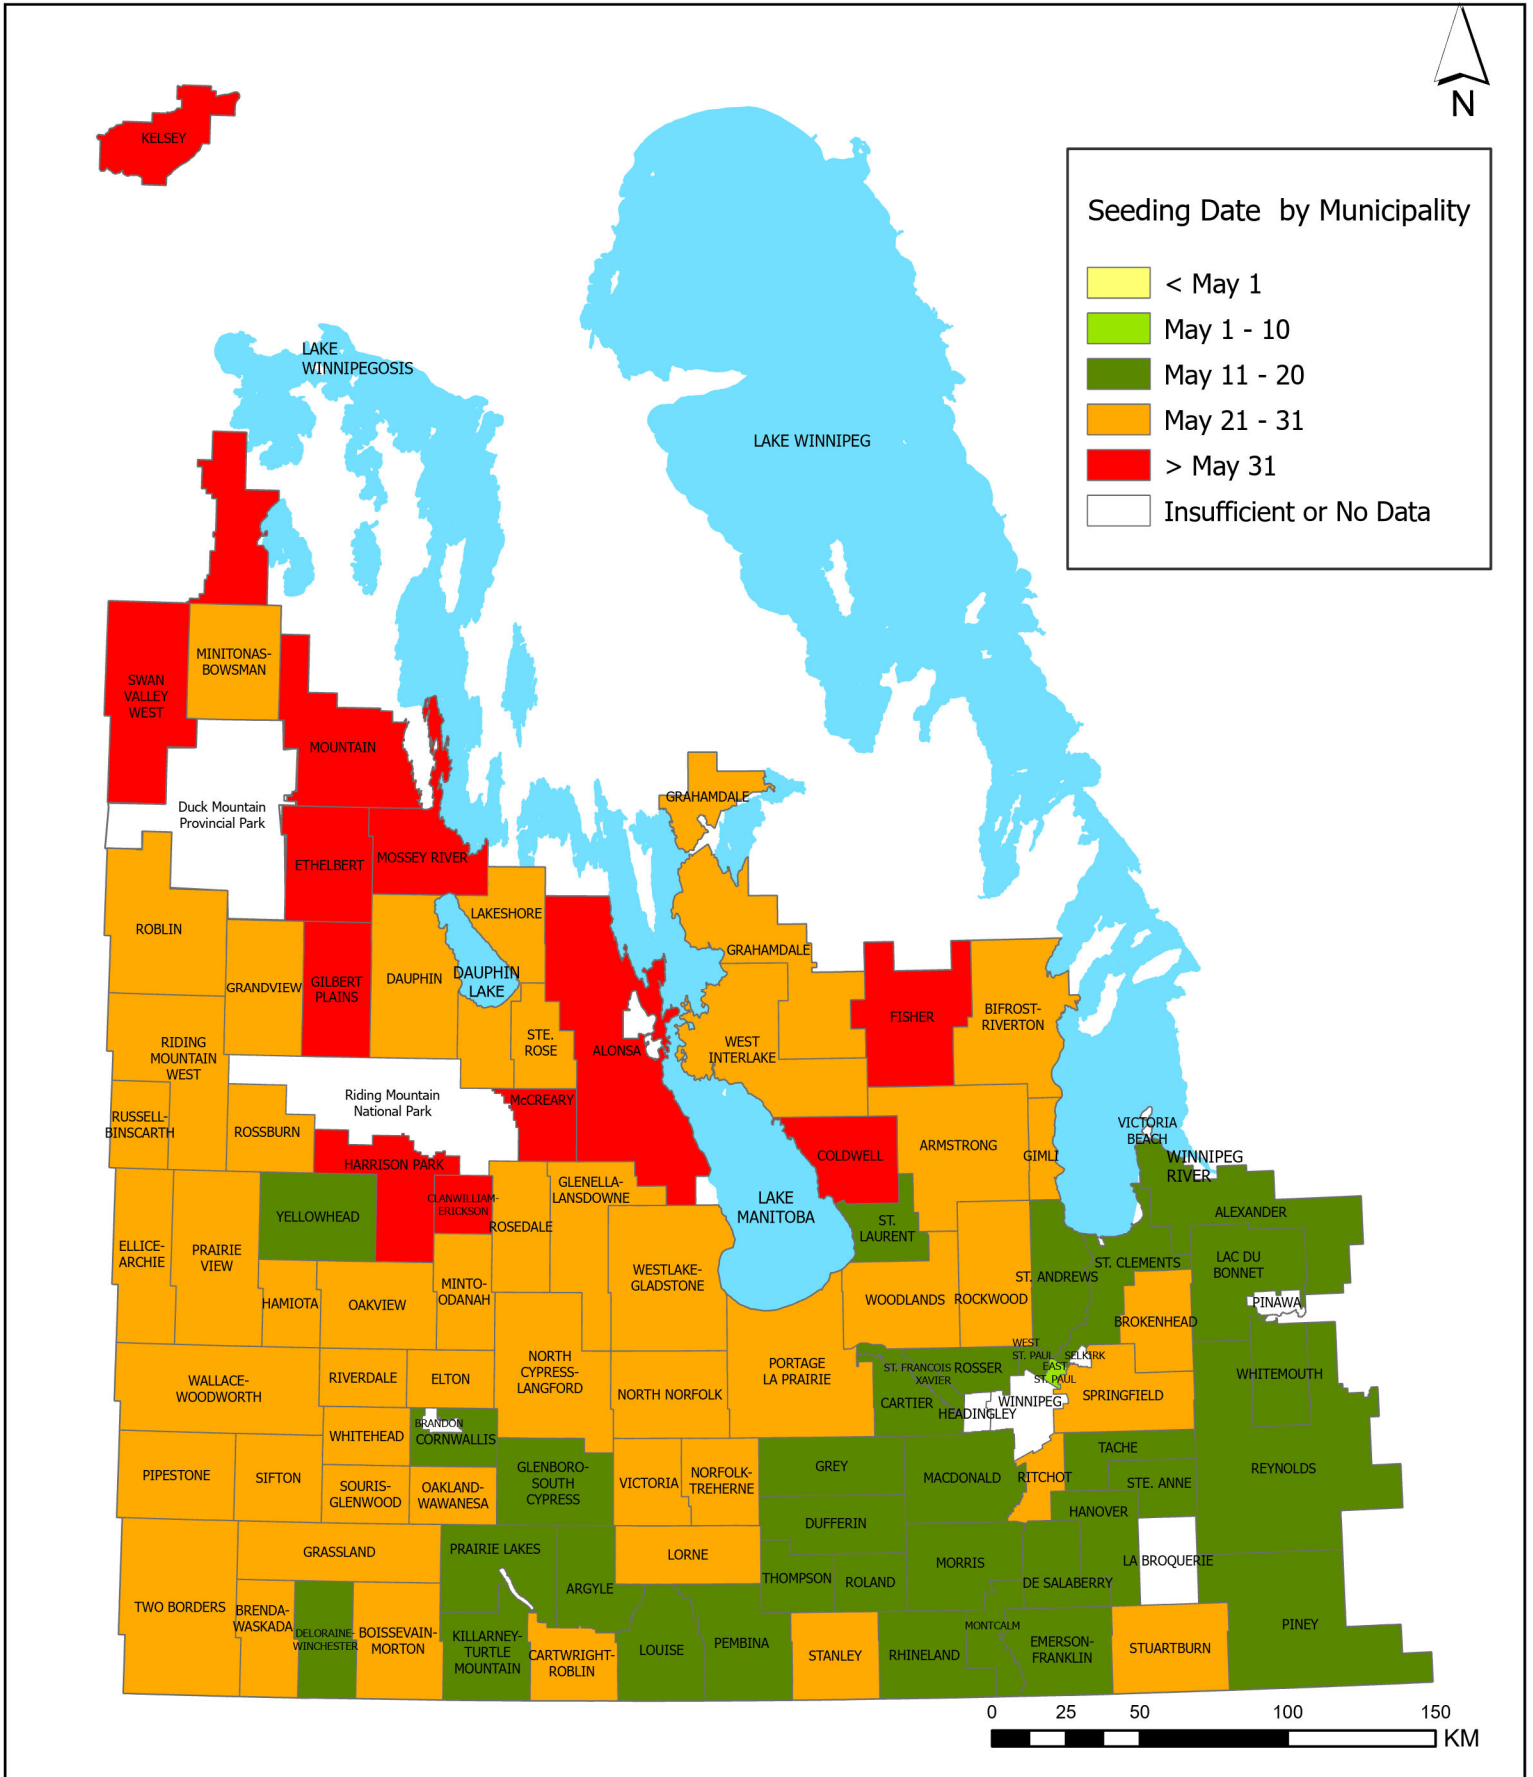 N
KELSEY
Seeding Date by Municipality
< May 1
May 1 - 10
May 11 - 20
May 21 - 31
> May 31
Insufficient or No Data
LAKE
WINNIPEGOSIS
LAKE WINNIPEG
MINITONAS-
BOWSMAN
SWAN
VALLEY
WEST
MOUNTAIN
Duck Mountain
Provincial Park
GRAHAMDALE
ETHELBERT
MOSSEY RIVER
LAKESHORE
ROBLIN
GRAHAMDALE
GRANDVIEW
GILBERT
PLAINS
DAUPHIN
DAUPHIN
LAKE
FISHER
BIFROST-
RIVERTON
STE.
ROSE
ALONSA
WEST
INTERLAKE
RIDING
MOUNTAIN
WEST
Riding Mountain
National Park
McCREARY
RUSSELL-
BINSCARTH
ROSSBURN
VICTORIA
BEACH
ARMSTRONG
GIMLI
COLDWELL
WINNIPEG
RIVER
HARRISON PARK
CLANWILLIAM-
ERICKSON
GLENELLA-
LANSDOWNE
LAKE
MANITOBA
ROSEDALE
YELLOWHEAD
ST.
LAURENT
ALEXANDER
ELLICE-
ARCHIE
PRAIRIE
VIEW
ST. CLEMENTS
LAC DU
BONNET
WESTLAKE-
GLADSTONE
ST. ANDREWS
MINTO-
ODANAH
HAMIOTA
OAKVIEW
WOODLANDS
ROCKWOOD
PINAWA
BROKENHEAD
WEST
ST. PAUL
SELKIRK
EAST
ST. PAUL
NORTH
CYPRESS-
LANGFORD
PORTAGE
LA PRAIRIE
ST. FRANCOIS
XAVIER
ROSSER
WHITEMOUTH
WALLACE-
WOODWORTH
RIVERDALE
ELTON
NORTH NORFOLK
SPRINGFIELD
CARTIER
HEADINGLEY
WINNIPEG
BRANDON
CORNWALLIS
WHITEHEAD
TACHE
PIPESTONE
SIFTON
SOURIS-
GLENWOOD
OAKLAND-
WAWANESA
GLENBORO-
SOUTH
CYPRESS
VICTORIA
NORFOLK-
TREHERNE
GREY
MACDONALD
RITCHOT
STE. ANNE
REYNOLDS
HANOVER
DUFFERIN
GRASSLAND
PRAIRIE LAKES
LORNE
MORRIS
LA BROQUERIE
ARGYLE
THOMPSON
ROLAND
DE SALABERRY
TWO BORDERS
BRENDA-
WASKADA
DELORAINE-
WINCHESTER
BOISSEVAIN-
MORTON
KILLARNEY-
TURTLE
MOUNTAIN
CARTWRIGHT-
ROBLIN
LOUISE
PEMBINA
STANLEY
RHINELAND
MONTCALM
EMERSON-
FRANKLIN
STUARTBURN
PINEY
0 25 50 100 150
KM